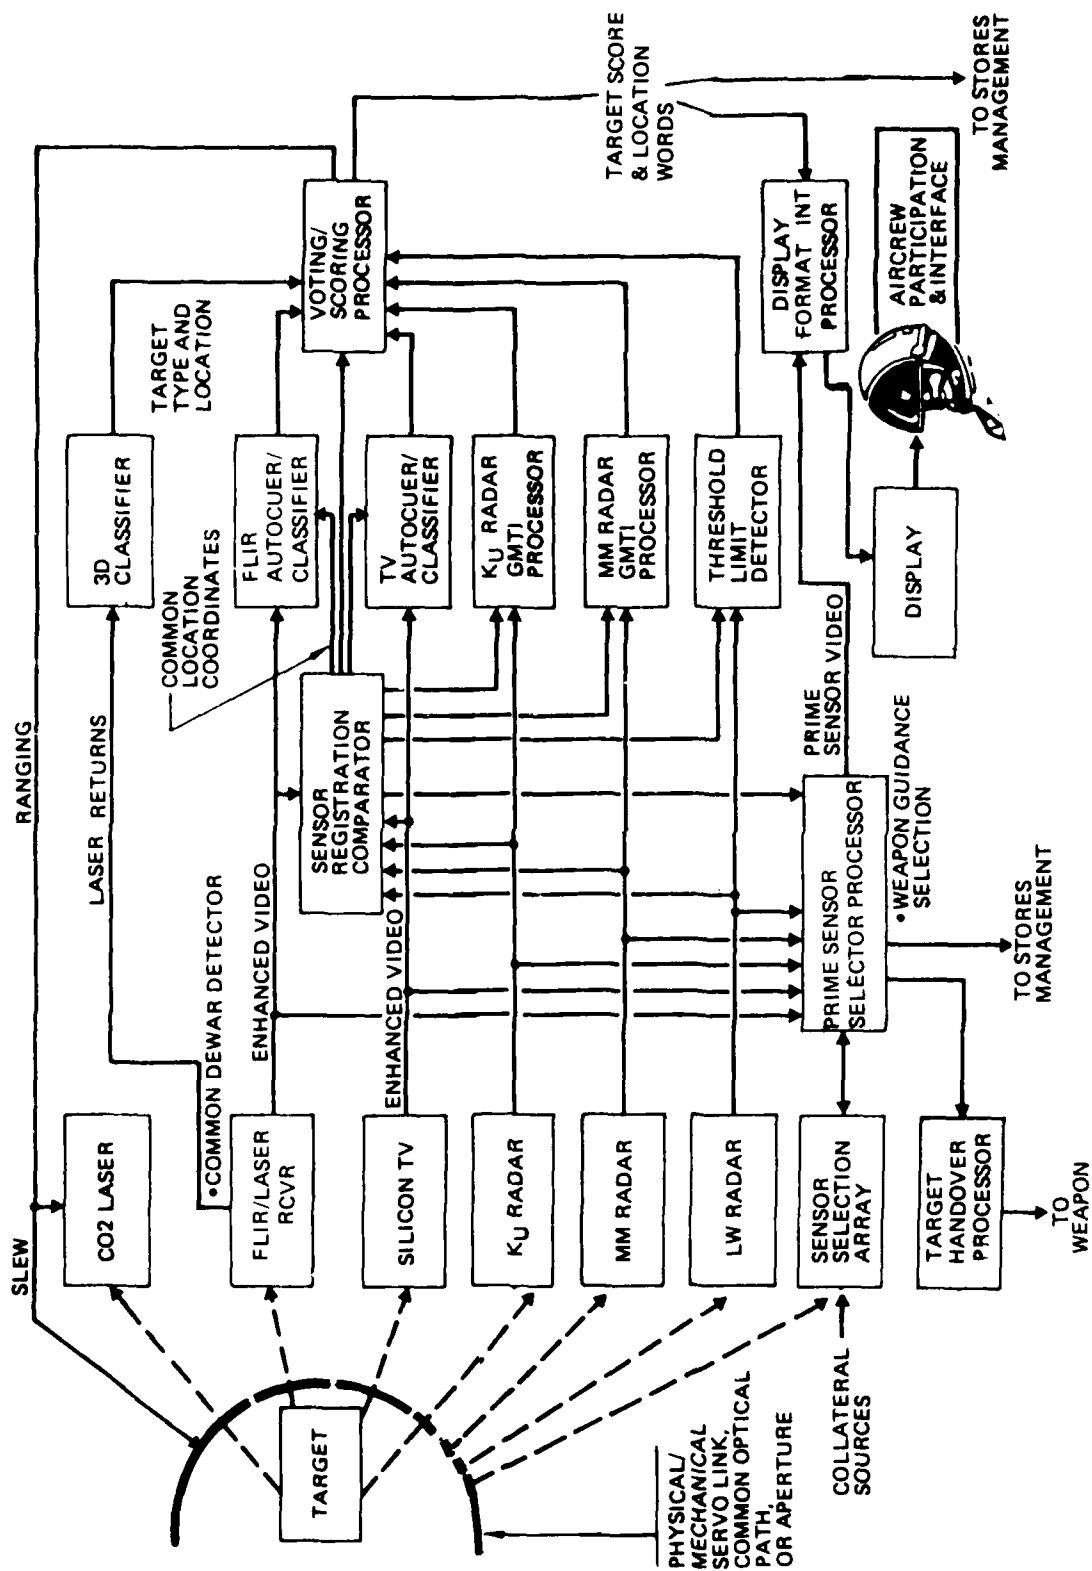 SLEW
RANGING
CO2 LASER
LASER RETURNS
3D
CLASSIFIER
TARGET
TYPE AND
LOCATION
•COMMON DEWAR DETECTOR
FLIR/LASER
RCVR
ENHANCED VIDEO
COMMON
LOCATION
COORDINATES
FLIR
AUTOCUER/
CLASSIFIER
VOTING/
SCORING
PROCESSOR
TARGET
SILICON TV
ENHANCED VIDEO
SENSOR
REGISTRATION
COMPARATOR
TV
AUTOCUER/
CLASSIFIER
KU RADAR
KU RADAR
GMTI
PROCESSOR
MM RADAR
MM RADAR
GMTI
PROCESSOR
TARGET SCORE
& LOCATION
WORDS
LW RADAR
THRESHOLD
LIMIT
DETECTOR
PHYSICAL/
MECHANICAL
SERVO LINK,
COMMON OPTICAL
PATH,
OR APERTURE
COLLATERAL
SOURCES
SENSOR
SELECTION
ARRAY
PRIME SENSOR
SELECTOR PROCESSOR
PRIME
SENSOR VIDEO
DISPLAY
FORMAT INT
PROCESSOR
•WEAPON GUIDANCE
SELECTION
TARGET
HANDOVER
PROCESSOR
DISPLAY
AIRCREW
PARTICIPATION
& INTERFACE
TO
WEAPON
TO STORES
MANAGEMENT
TO STORES
MANAGEMENT